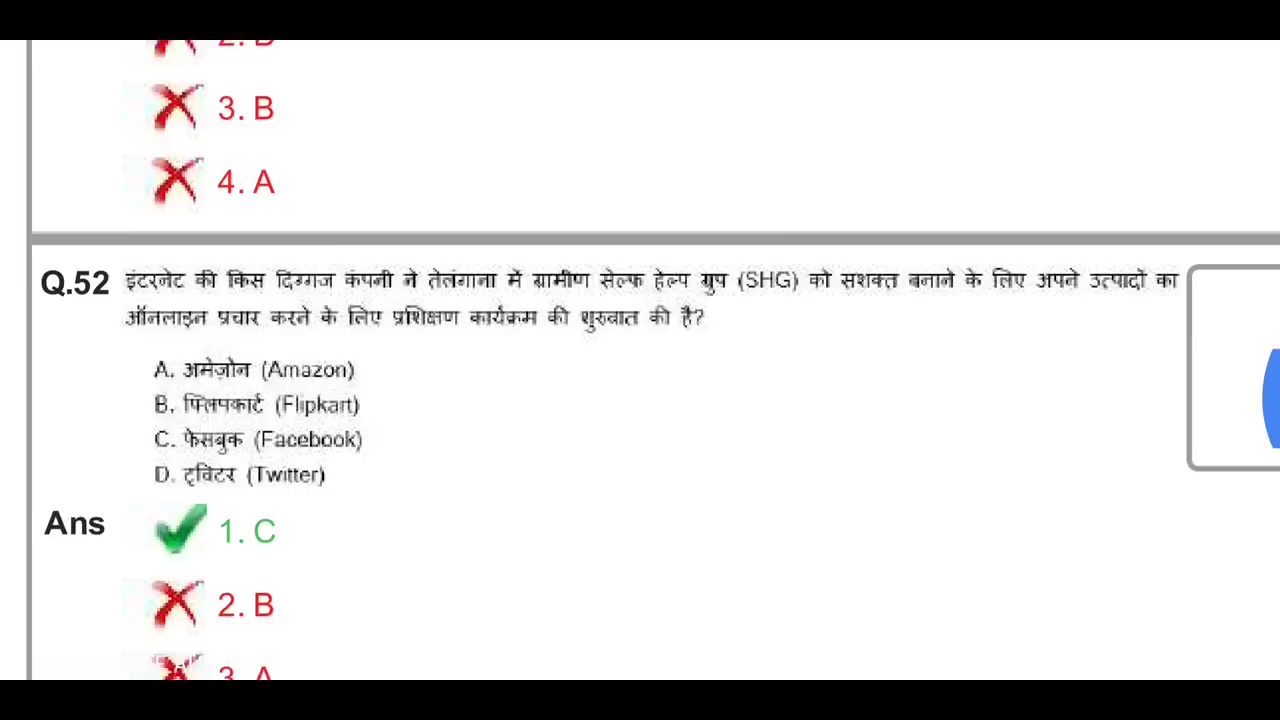 3. B
4. A
Q.52 इंटरनेट की किस दिग्गज कंपनी ने तेलंगाना में ग्रामीण सेल्फ हेल्प ग्रुप (SHG) को सशक्त बनाने के लिए अपने उत्पादों का
ऑनलाइन प्रचार करने के लिए प्रशिक्षण कार्यक्रम की शुरुवात की है?
A. अमेज़ोन (Amazon)
B. फ्लिपकार्ट (Flipkart)
C. फेसबुक (Facebook)
D. ट्विटर (Twitter)
Ans 1. C
2. B
3. A